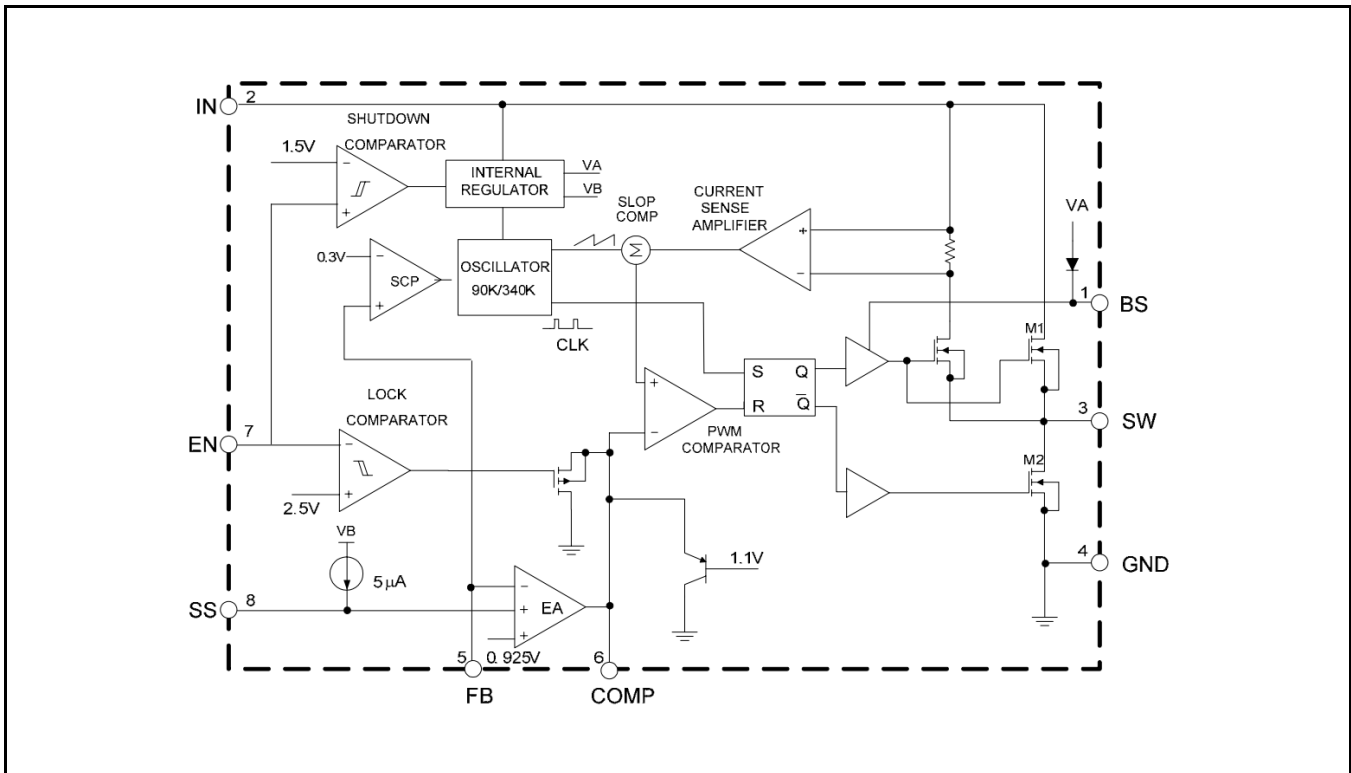 IN
2
SHUTDOWN
COMPARATOR
1.5V
−
+
INTERNAL
REGULATOR
VA
VB
SLOP
COMP
Σ
CURRENT
SENSE
AMPLIFIER
+
−
VA
0.3V
−
SCP
+
OSCILLATOR
90K/340K
CLK
1
BS
M1
LOCK
COMPARATOR
EN
7
−
+
2.5V
+
−
PWM
COMPARATOR
S Q
R Q̅
3
SW
M2
VB
5µA
1.1V
4
GND
SS
8
−
+
+
EA
0.925V
5
FB
6
COMP